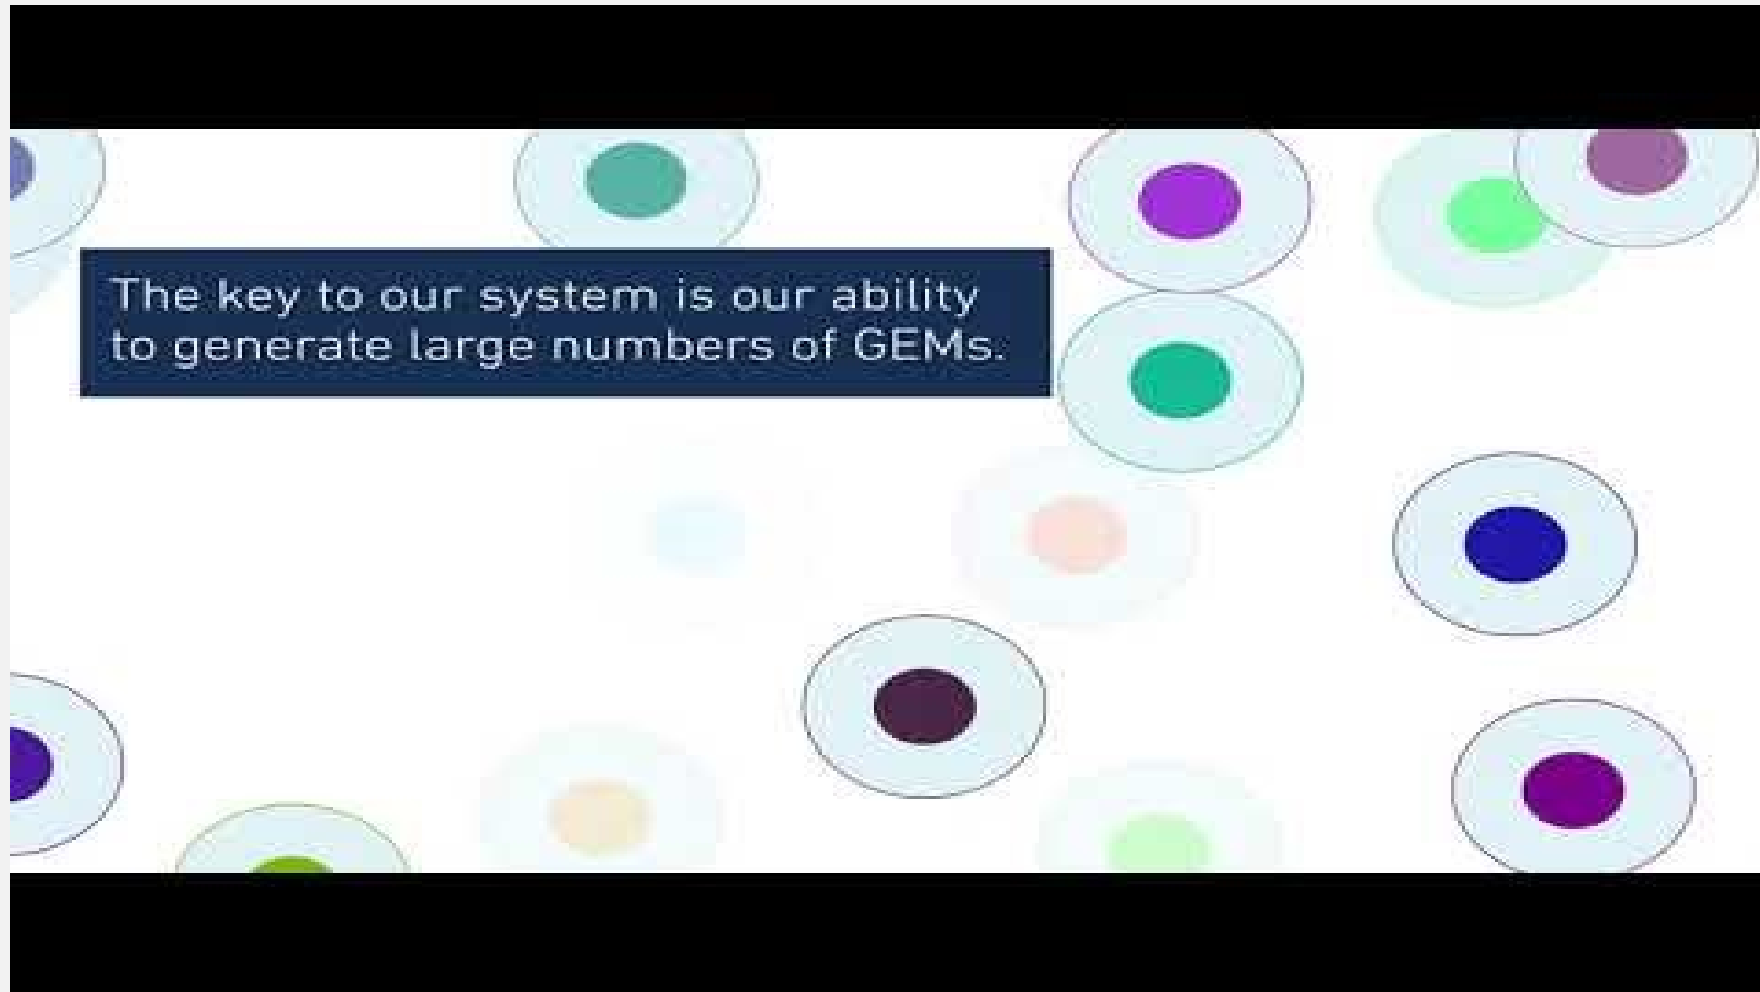 The key to our system is our ability
to generate large numbers of GEMs.